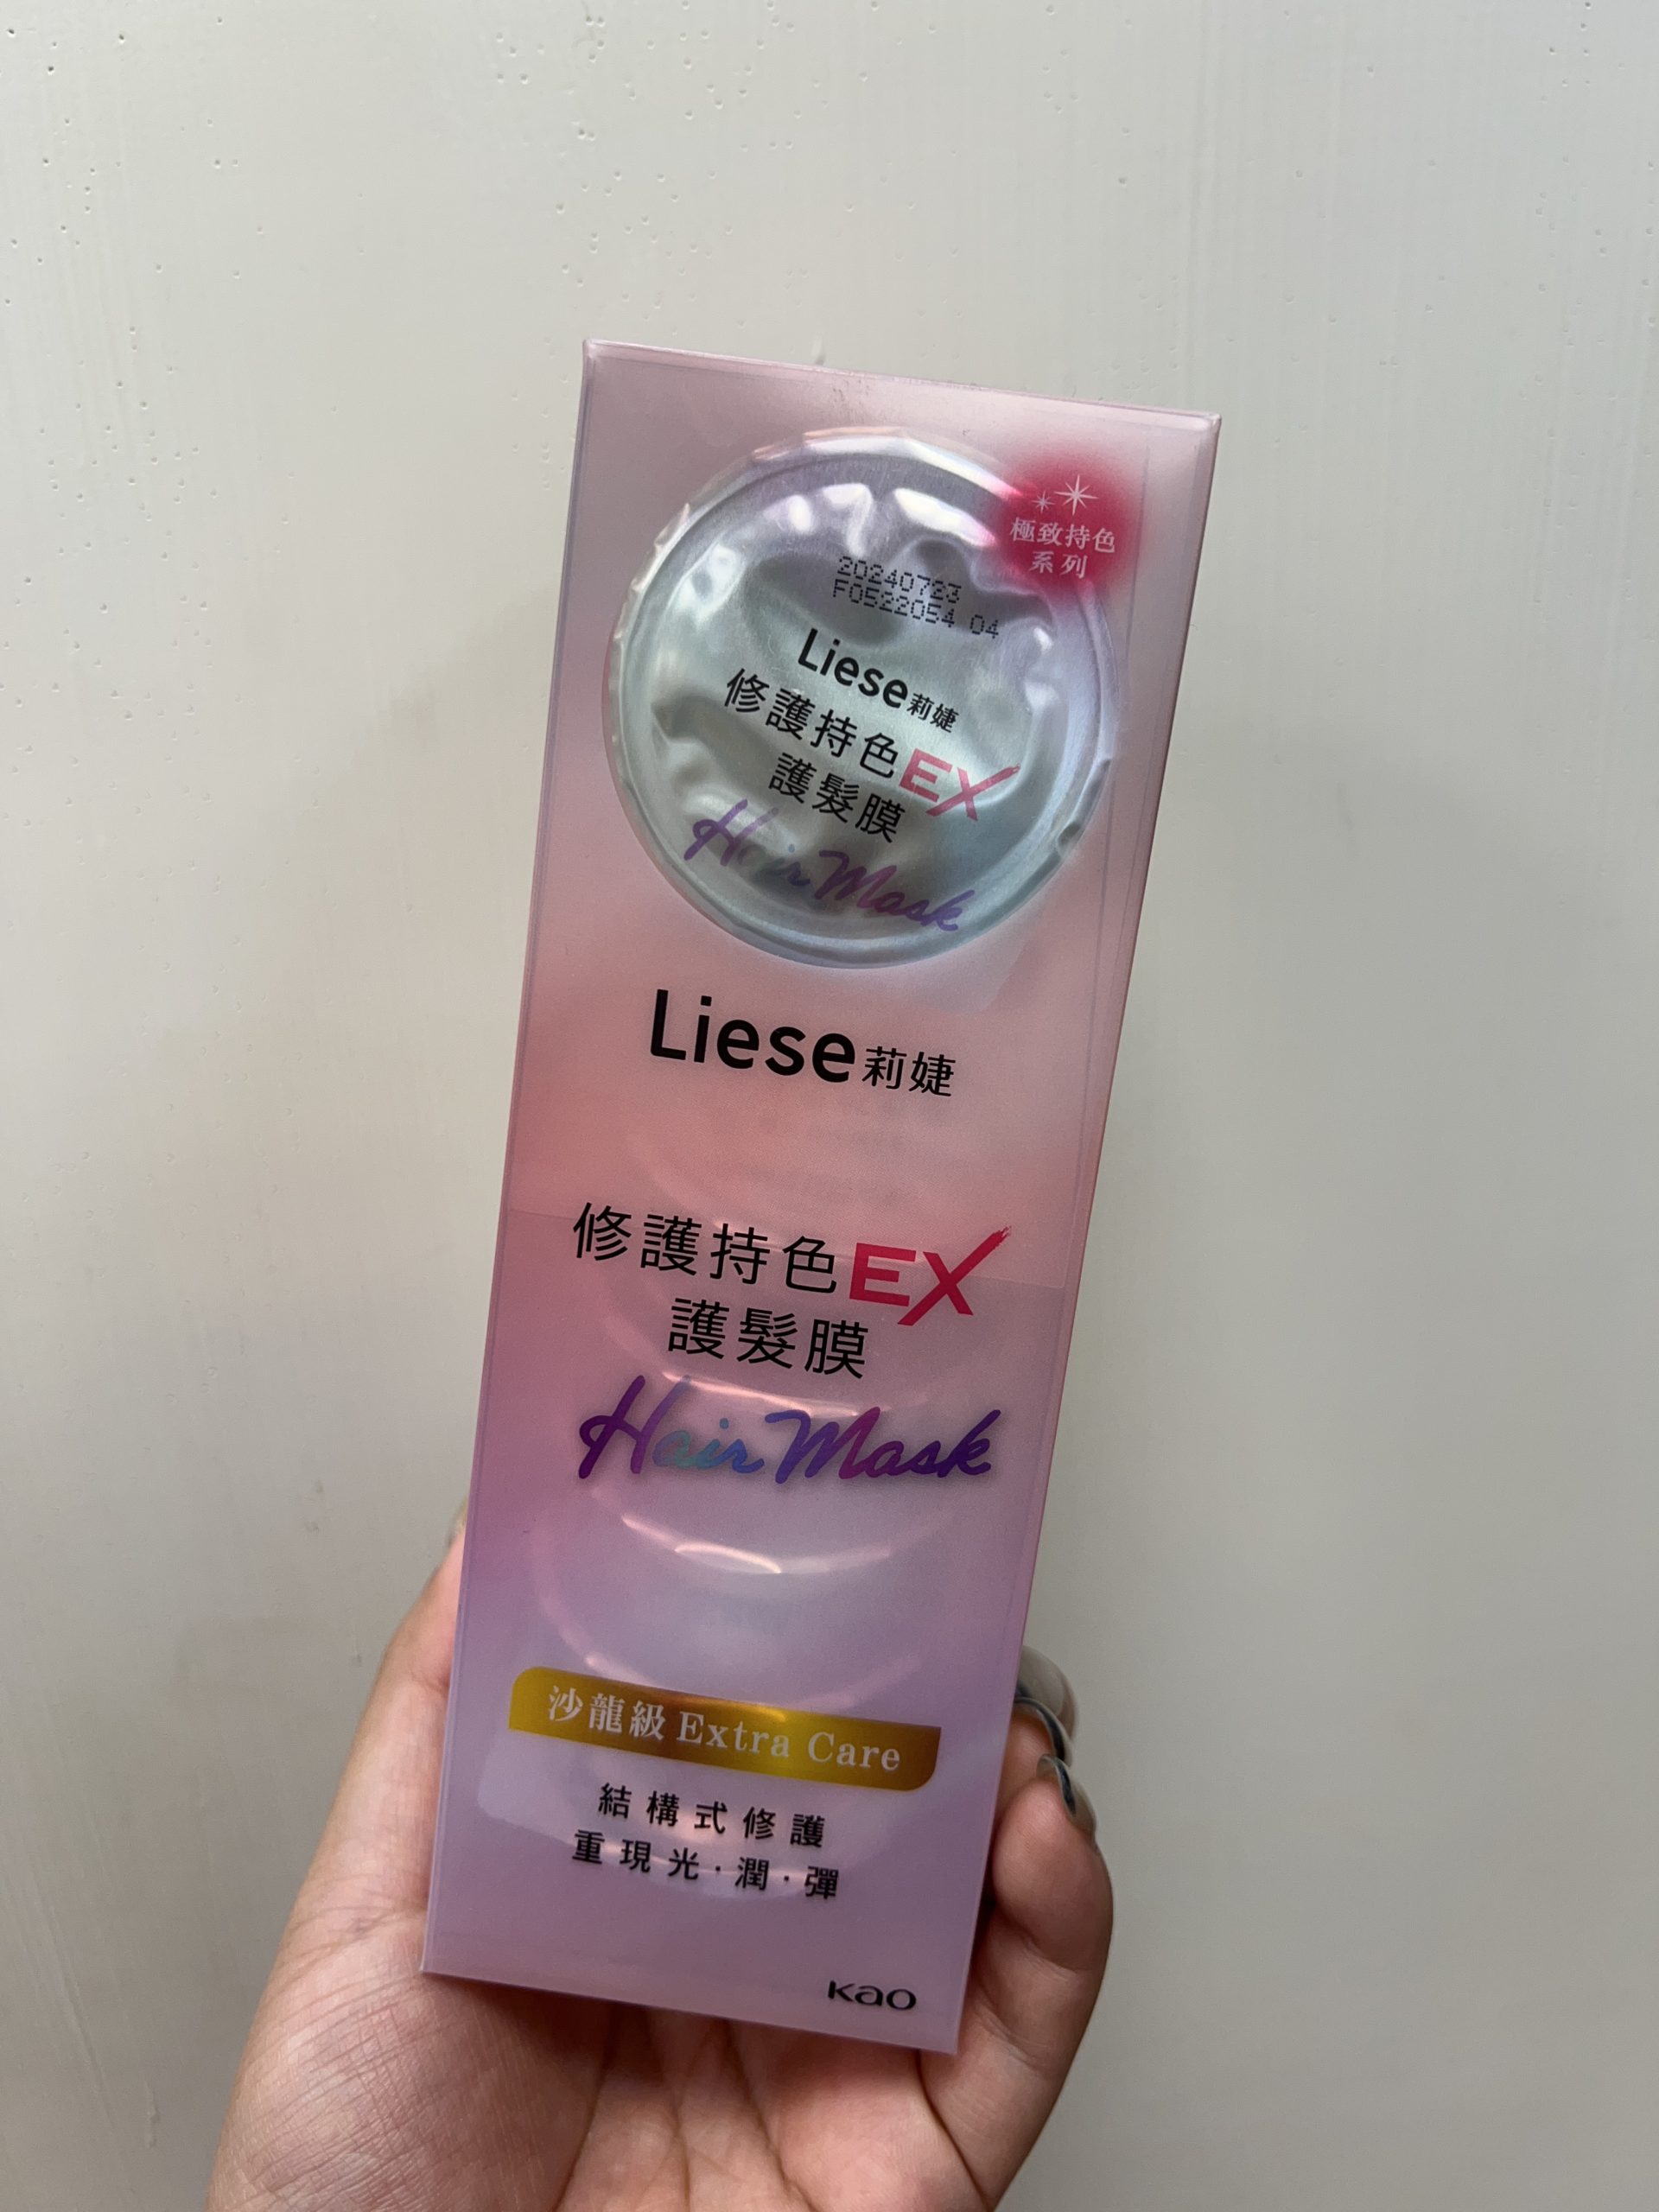 極致持色
系列
20240723
F0522054 04
Liese莉婕
修護持色EX
護髮膜
Hair Mask
Liese莉婕
修護持色EX
護髮膜
Hair Mask
沙龍級 Extra Care
結構式修護
重現光·潤·彈
Kao